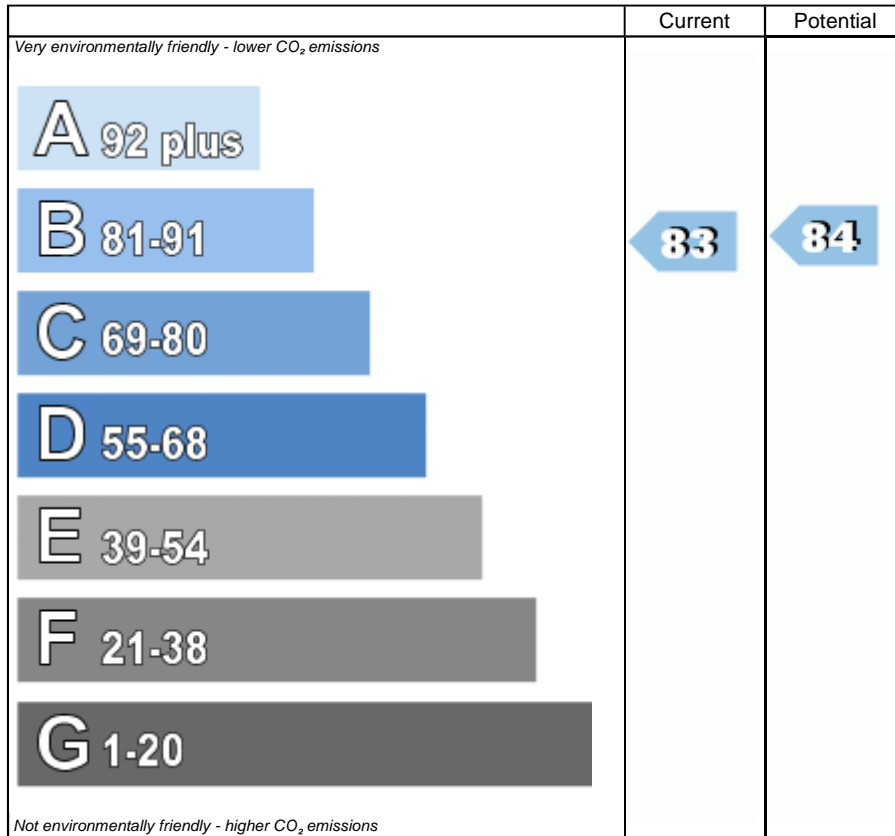 Current Potential
Very environmentally friendly - lower CO₂ emissions
A 92 plus
B 81-91 83 84
C 69-80
D 55-68
E 39-54
F 21-38
G 1-20
Not environmentally friendly - higher CO₂ emissions